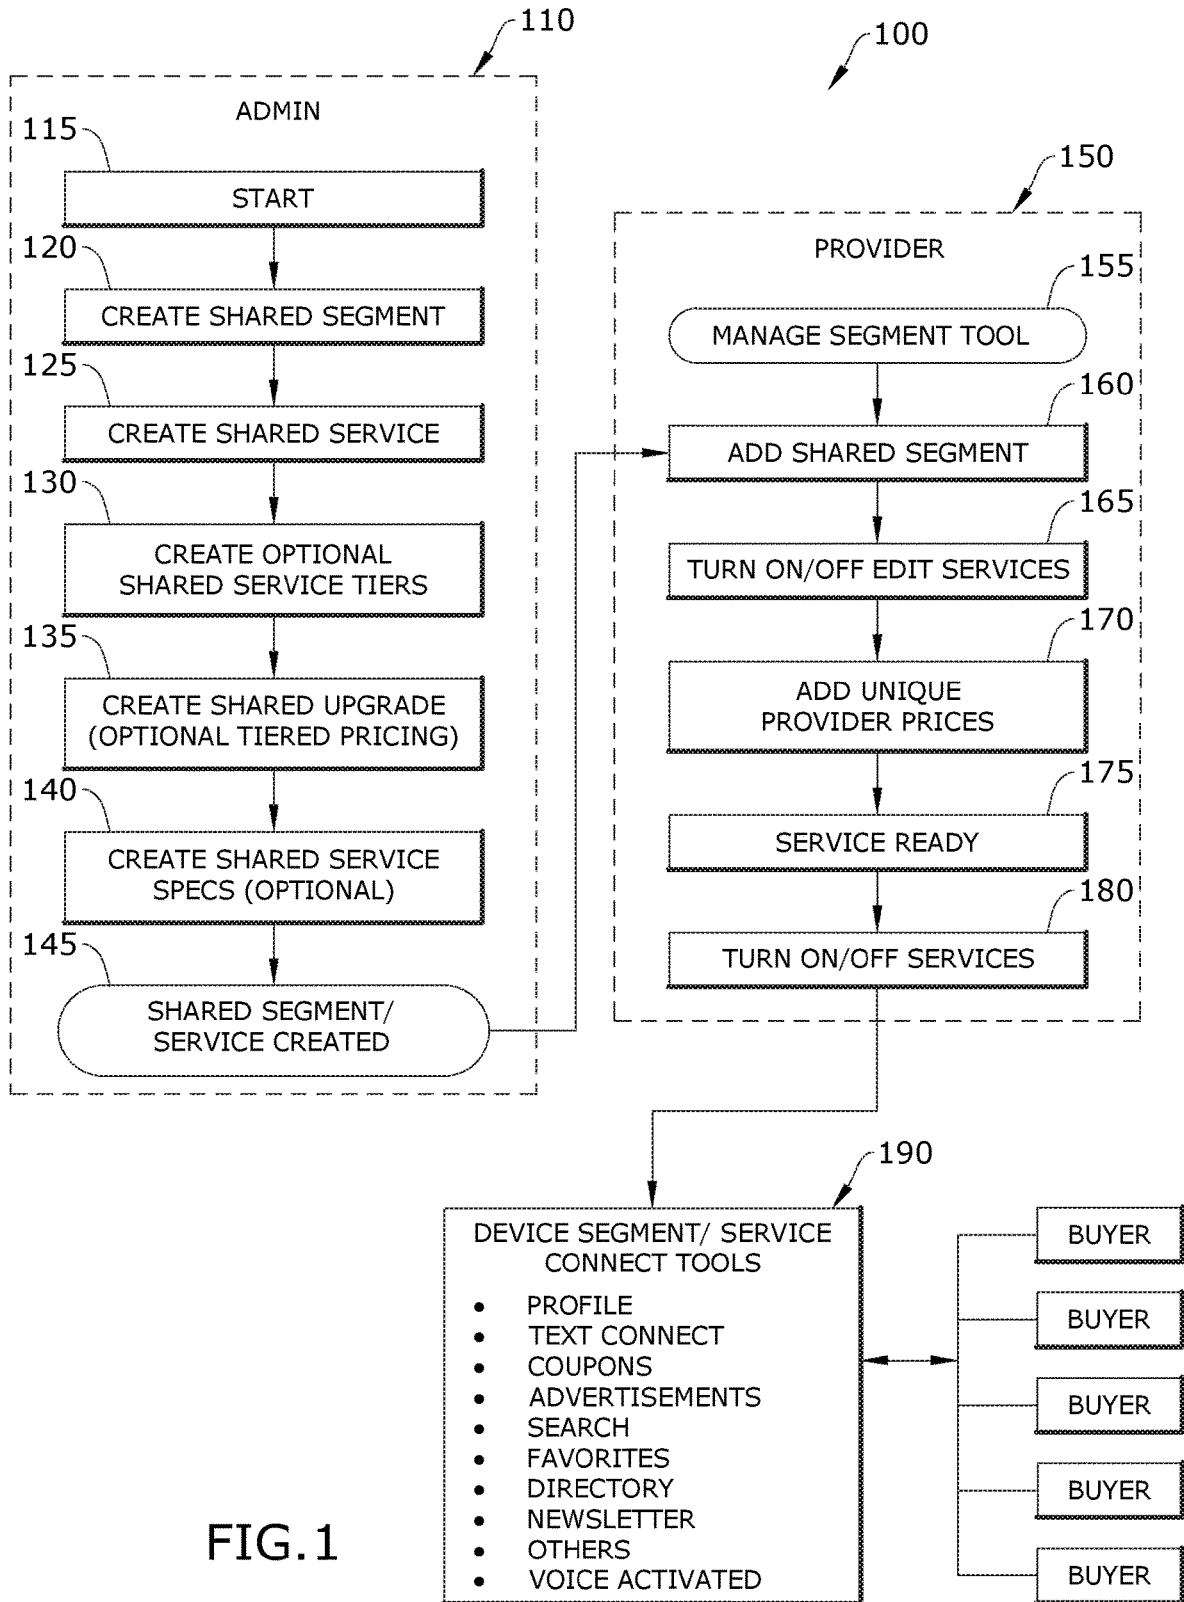 110
100
ADMIN
115
START
120
CREATE SHARED SEGMENT
125
CREATE SHARED SERVICE
130
CREATE OPTIONAL
SHARED SERVICE TIERS
135
CREATE SHARED UPGRADE
(OPTIONAL TIERED PRICING)
140
CREATE SHARED SERVICE
SPECS (OPTIONAL)
145
SHARED SEGMENT/
SERVICE CREATED
150
PROVIDER
155
MANAGE SEGMENT TOOL
160
ADD SHARED SEGMENT
165
TURN ON/OFF EDIT SERVICES
170
ADD UNIQUE
PROVIDER PRICES
175
SERVICE READY
180
TURN ON/OFF SERVICES
190
DEVICE SEGMENT/ SERVICE
CONNECT TOOLS
• PROFILE
• TEXT CONNECT
• COUPONS
• ADVERTISEMENTS
• SEARCH
• FAVORITES
• DIRECTORY
• NEWSLETTER
• OTHERS
• VOICE ACTIVATED
BUYER
BUYER
BUYER
BUYER
BUYER
FIG.1